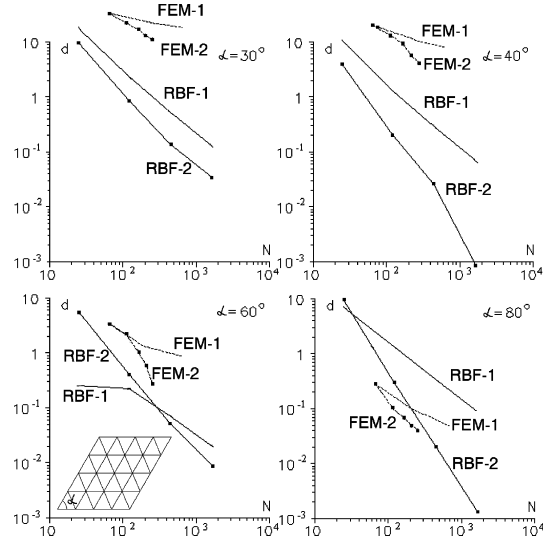 FEM-1
FEM-2
10
d
∠=30°
1
RBF-1
10⁻¹
RBF-2
10⁻²
N
10⁻³
10 10² 10³ 10⁴
FEM-1
10
d
∠=40°
FEM-2
1
RBF-1
10⁻¹
RBF-2
10⁻²
N
10⁻³
10 10² 10³ 10⁴
10
d
∠=60°
FEM-1
RBF-2
1
FEM-2
RBF-1
10⁻¹
10⁻²
∠
N
10⁻³
10 10² 10³ 10⁴
10
d
∠=80°
1
RBF-1
10⁻¹
FEM-2 FEM-1
RBF-2
10⁻²
N
10⁻³
10 10² 10³ 10⁴